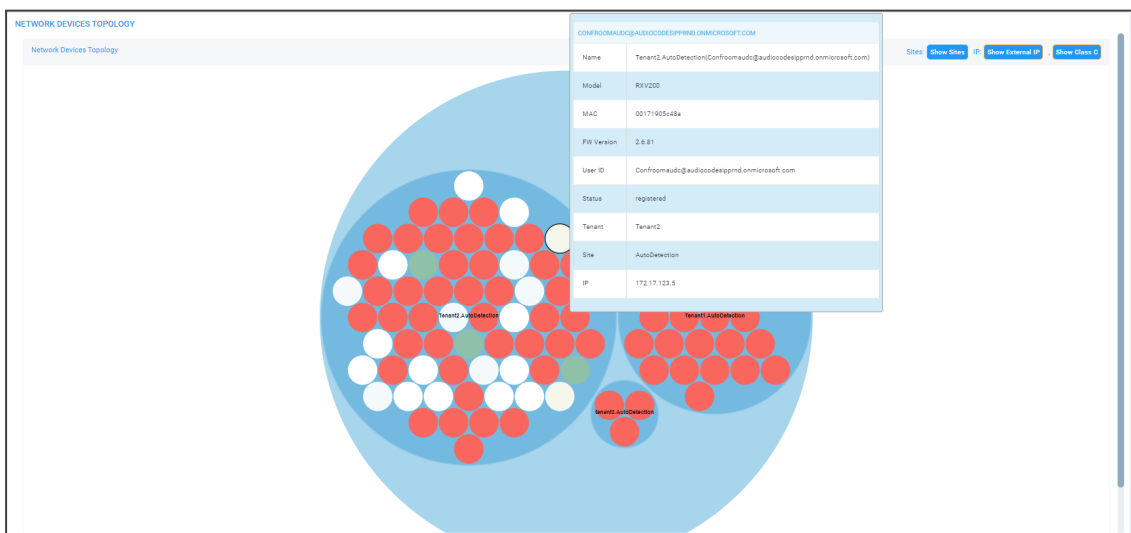 NETWORK DEVICES TOPOLOGY
Network Devices Topology
Sites: Show Sites IP: Show External IP , Show Class C
CONFROOMAUDC@AUDIOCODESIPPRND.ONMICROSOFT.COM
Name Tenant2.AutoDetection(Confroomaudc@audiocodesipprnd.onmicrosoft.com)
Model RXV200
MAC 00171905c48a
FW Version 2.6.81
User ID Confroomaudc@audiocodesipprnd.onmicrosoft.com
Status registered
Tenant Tenant2
Site AutoDetection
IP 172.17.123.5
Tenant2.AutoDetection
Tenant1.AutoDetection
tenant3.AutoDetection